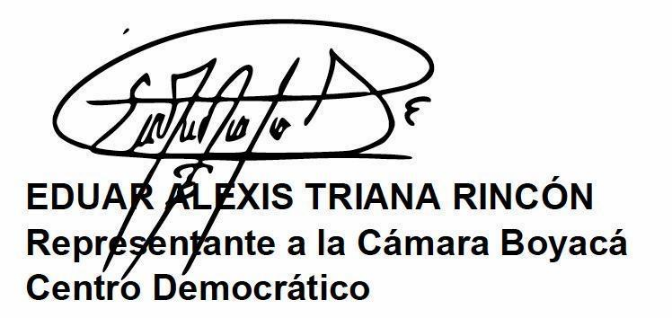 EDUAR ALEXIS TRIANA RINCÓN
Representante a la Cámara Boyacá
Centro Democrático